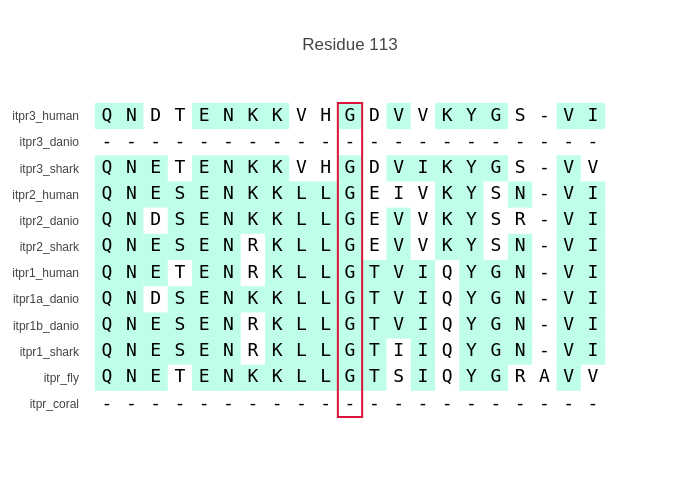 Residue 113
itpr3_human Q N D T E N K K V H G D V V K Y G S - V I
itpr3_danio - - - - - - - - - - - - - - - - - - - - -
itpr3_shark Q N E T E N K K V H G D V I K Y G S - V V
itpr2_human Q N E S E N K K L L G E I V K Y S N - V I
itpr2_danio Q N D S E N K K L L G E V V K Y S R - V I
itpr2_shark Q N E S E N R K L L G E V V K Y S N - V I
itpr1_human Q N E T E N R K L L G T V I Q Y G N - V I
itpr1a_danio Q N D S E N K K L L G T V I Q Y G N - V I
itpr1b_danio Q N E S E N R K L L G T V I Q Y G N - V I
itpr1_shark Q N E S E N R K L L G T I I Q Y G N - V I
itpr_fly Q N E T E N K K L L G T S I Q Y G R A V V
itpr_coral - - - - - - - - - - - - - - - - - - - - -